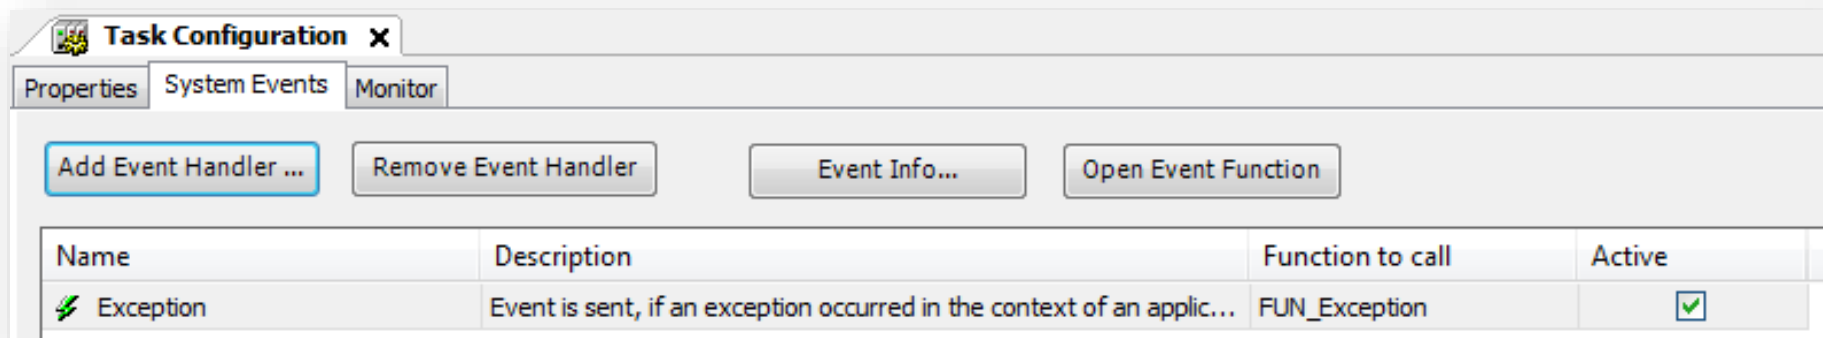 Task Configuration
Properties System Events Monitor
Add Event Handler ... Remove Event Handler Event Info... Open Event Function
Name Description Function to call Active
Exception Event is sent, if an exception occurred in the context of an applic... FUN_Exception